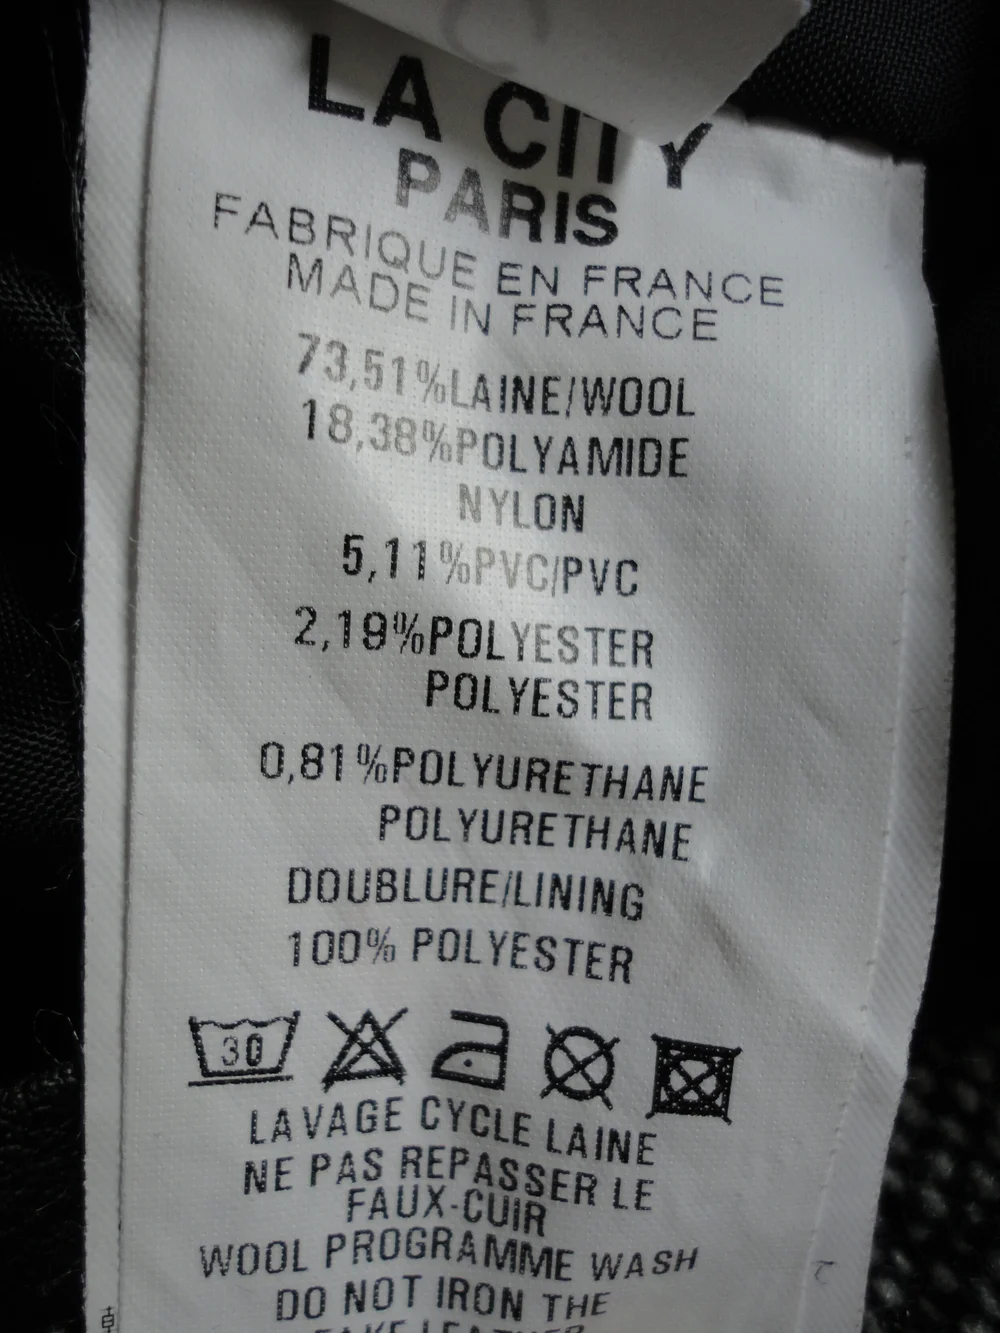 LA CITY
PARIS
FABRIQUE EN FRANCE
MADE IN FRANCE
73,51%LAINE/WOOL
18,38%POLYAMIDE
NYLON
5,11%PVC/PVC
2,19%POLYESTER
POLYESTER
0,81%POLYURETHANE
POLYURETHANE
DOUBLURE/LINING
100% POLYESTER
30
LAVAGE CYCLE LAINE
NE PAS REPASSER LE
FAUX-CUIR
WOOL PROGRAMME WASH
DO NOT IRON THE
FAKE LEATHER